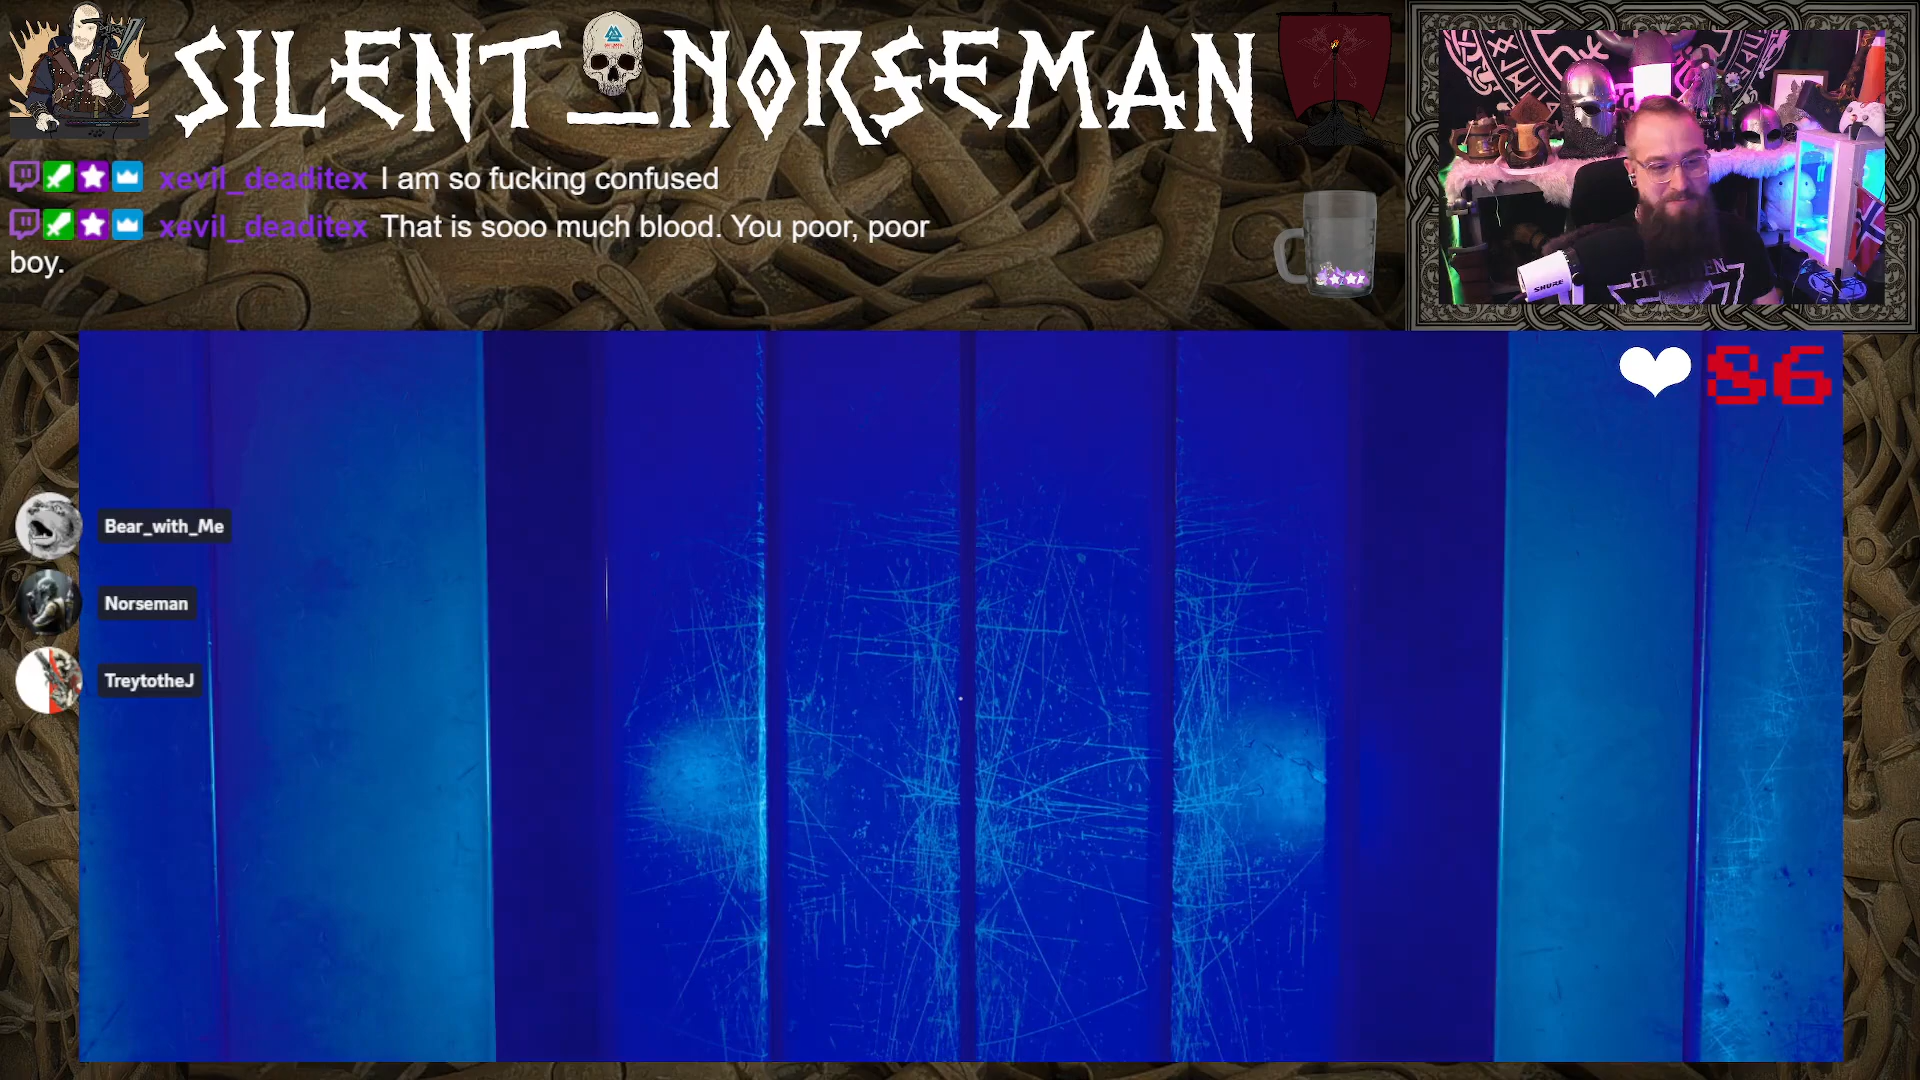 SILENT_NORSEMAN
xevil_deaditex I am so fucking confused
xevil_deaditex That is sooo much blood. You poor, poor
boy.
SHURE
86
Bear_with_Me
Norseman
TreytotheJ